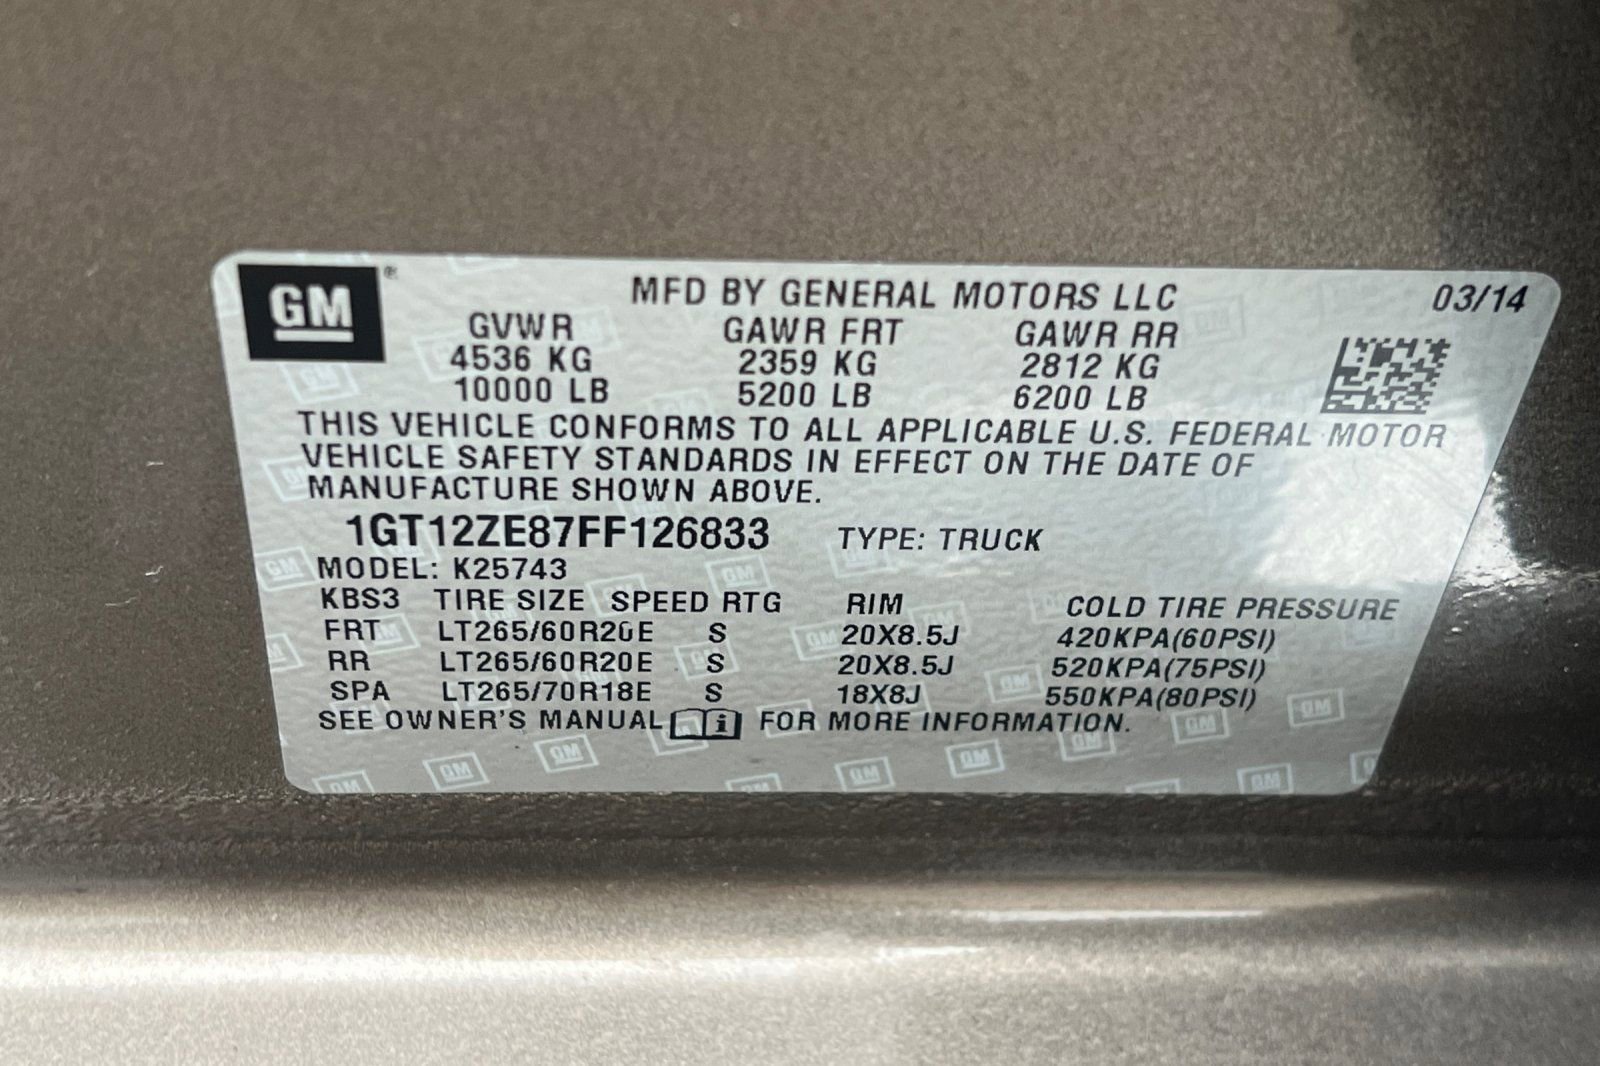 GM ®
MFD BY GENERAL MOTORS LLC 03/14
GVWR GAWR FRT GAWR RR
4536 KG 2359 KG 2812 KG
10000 LB 5200 LB 6200 LB
THIS VEHICLE CONFORMS TO ALL APPLICABLE U.S. FEDERAL MOTOR
VEHICLE SAFETY STANDARDS IN EFFECT ON THE DATE OF
MANUFACTURE SHOWN ABOVE.
1GT12ZE87FF126833 TYPE: TRUCK
MODEL: K25743
KBS3 TIRE SIZE SPEED RTG RIM COLD TIRE PRESSURE
FRT LT265/60R20E S 20X8.5J 420KPA(60PSI)
RR LT265/60R20E S 20X8.5J 520KPA(75PSI)
SPA LT265/70R18E S 18X8J 550KPA(80PSI)
SEE OWNER'S MANUAL i FOR MORE INFORMATION.